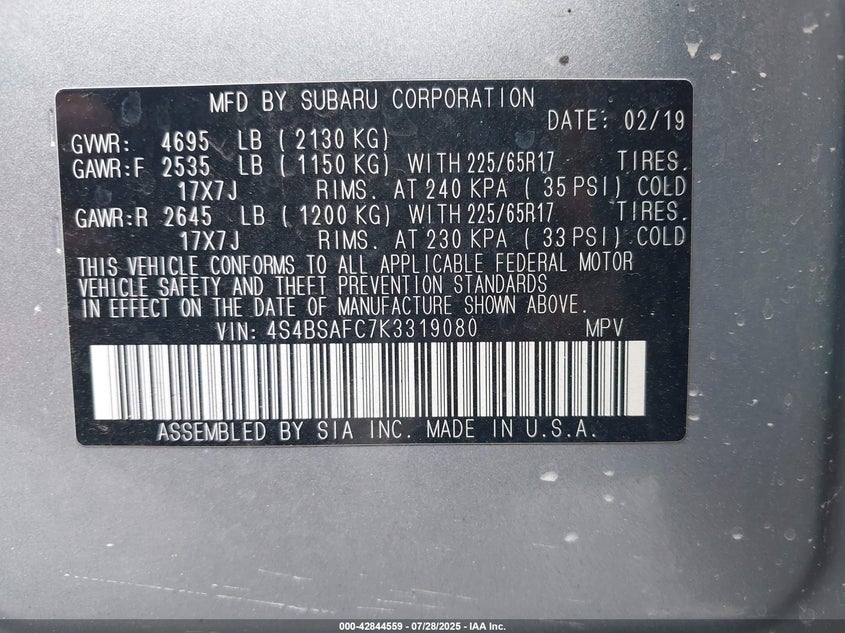 MFD BY SUBARU CORPORATION
DATE: 02/19
GVWR: 4695 LB ( 2130 KG)
GAWR:F 2535 LB ( 1150 KG) WITH 225/65R17 TIRES.
17X7J RIMS. AT 240 KPA ( 35 PSI) COLD
GAWR:R 2645 LB ( 1200 KG) WITH 225/65R17 TIRES.
17X7J RIMS. AT 230 KPA ( 33 PSI) COLD
THIS VEHICLE CONFORMS TO ALL APPLICABLE FEDERAL MOTOR
VEHICLE SAFETY AND THEFT PREVENTION STANDARDS
IN EFFECT ON THE DATE OF MANUFACTURE SHOWN ABOVE.
VIN: 4S4BSAFC7K3319080 MPV
ASSEMBLED BY SIA INC. MADE IN U.S.A.
000-42844559 | 07/28/2025 - IAA Inc.